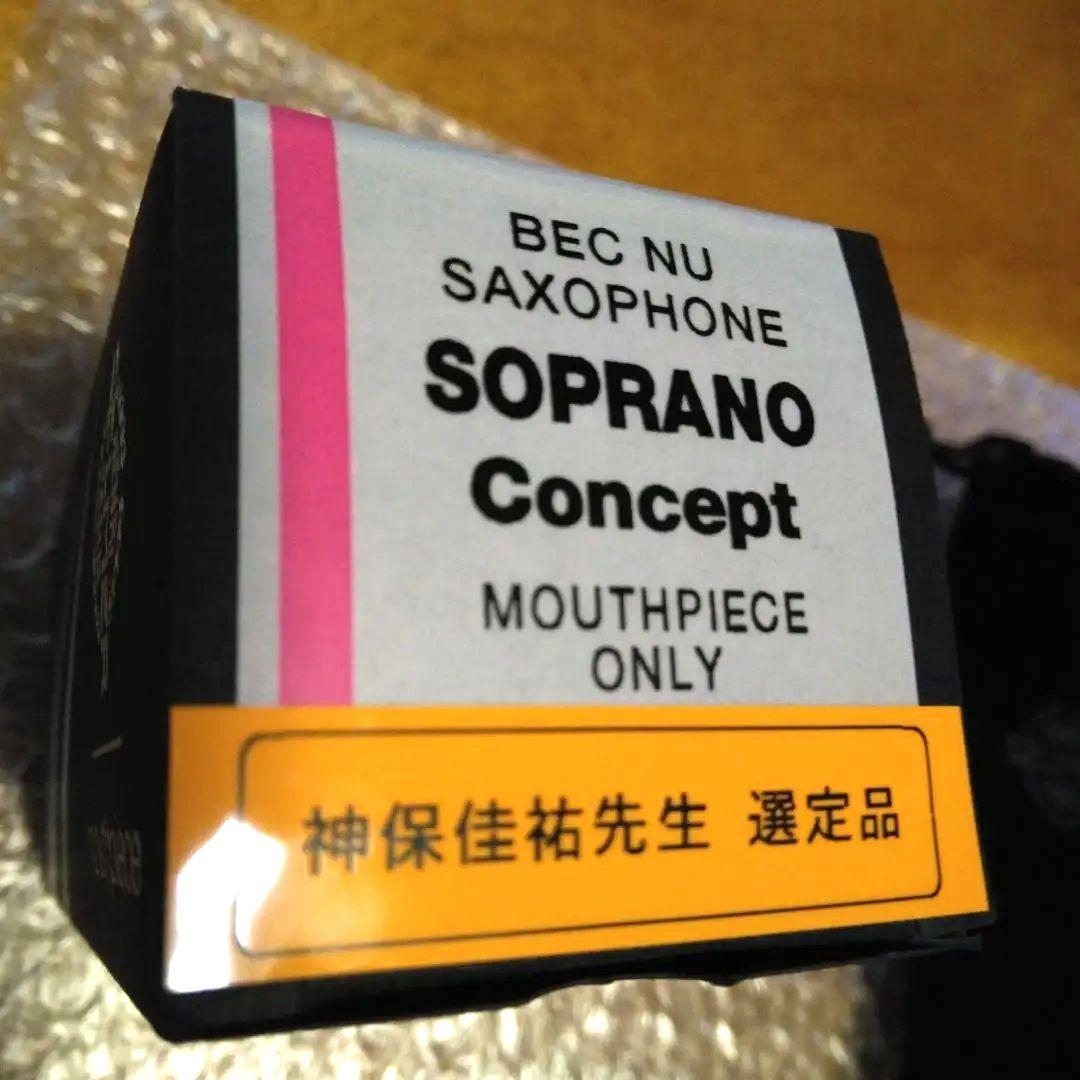 BEC NU
SAXOPHONE
SOPRANO
Concept
MOUTHPIECE
ONLY
神保佳祐先生 選定品